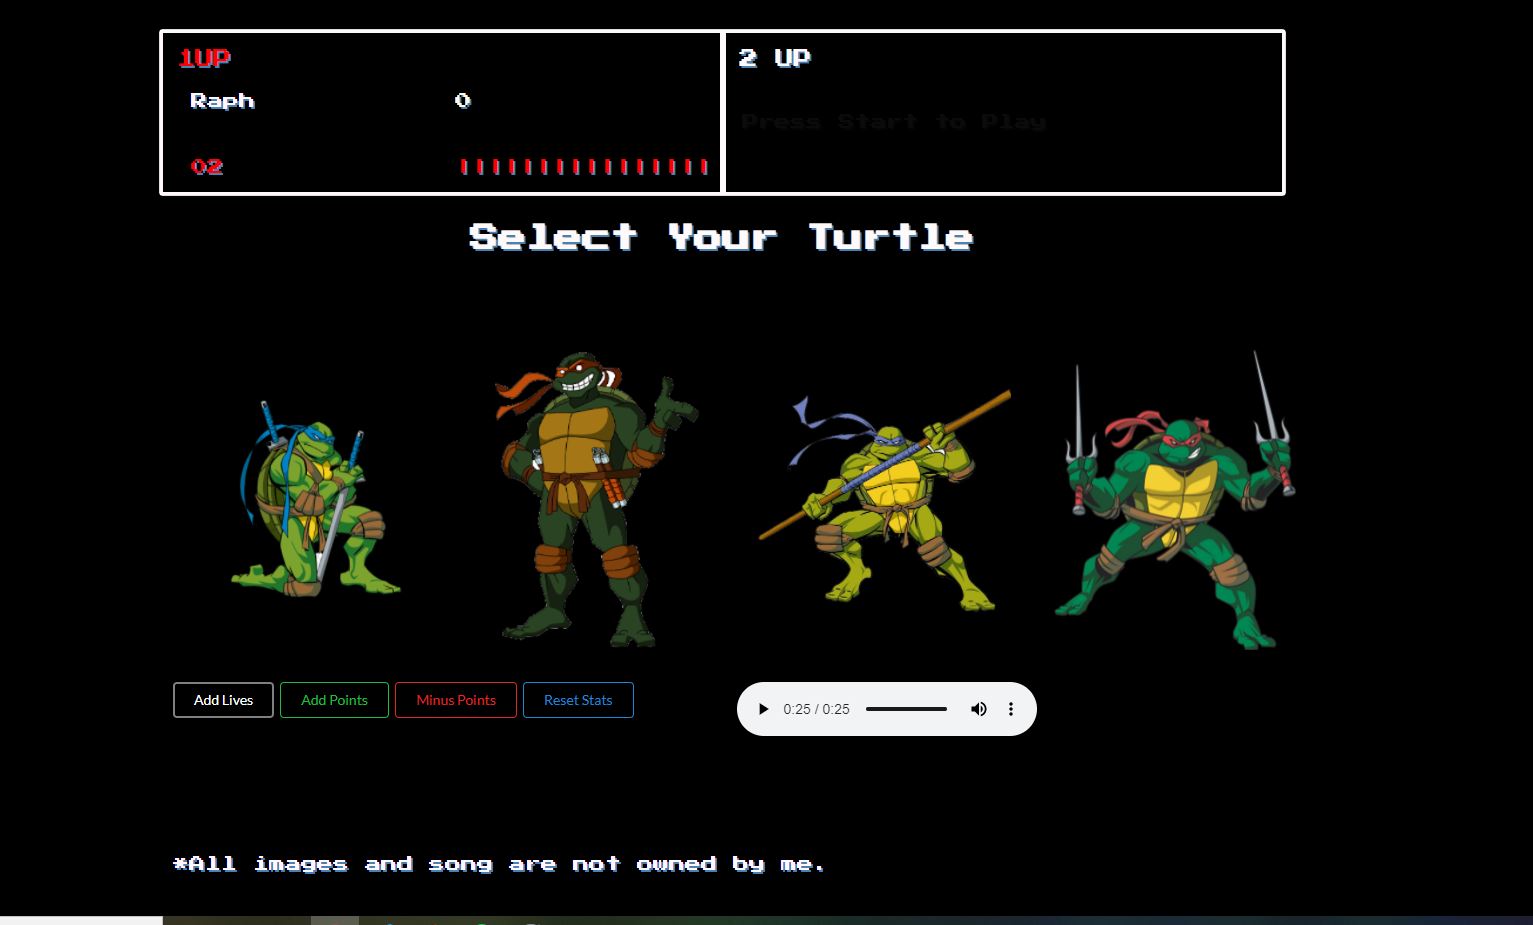 1UP
Raph 0
02 ||||||||||||||||
2 UP
Press Start to Play
Select Your Turtle
Add Lives Add Points Minus Points Reset Stats
0:25 / 0:25
*All images and song are not owned by me.